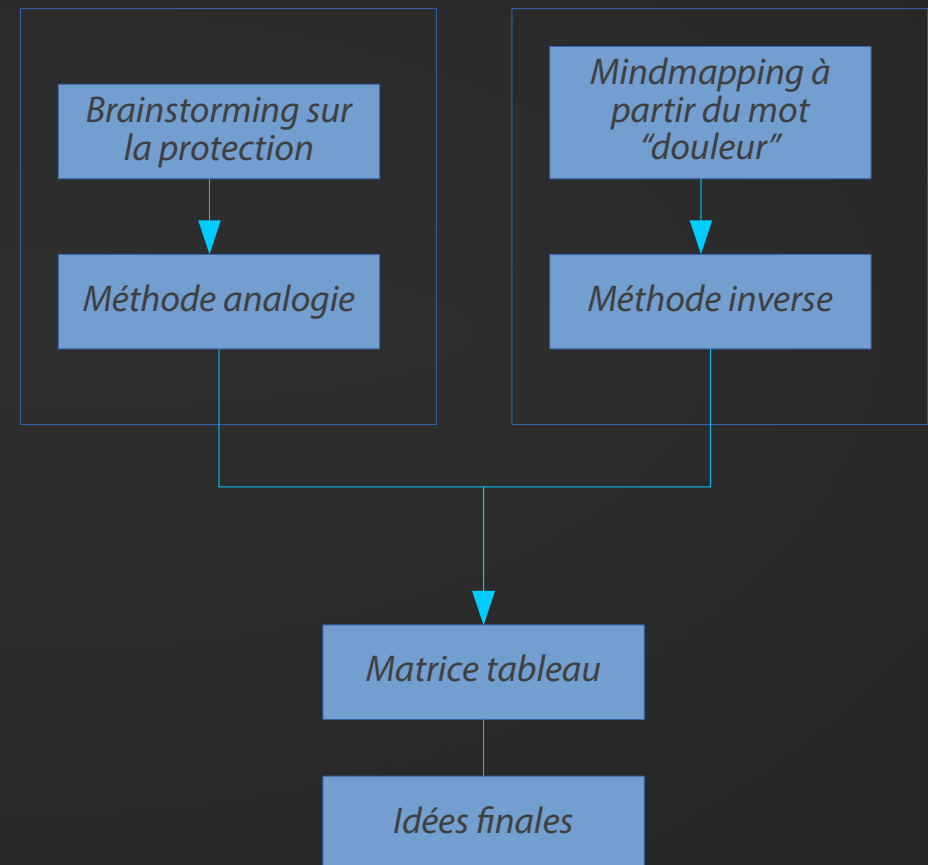 Brainstorming sur
la protection
Méthode analogie
Mindmapping à
partir du mot
“douleur”
Méthode inverse
Matrice tableau
Idées finales